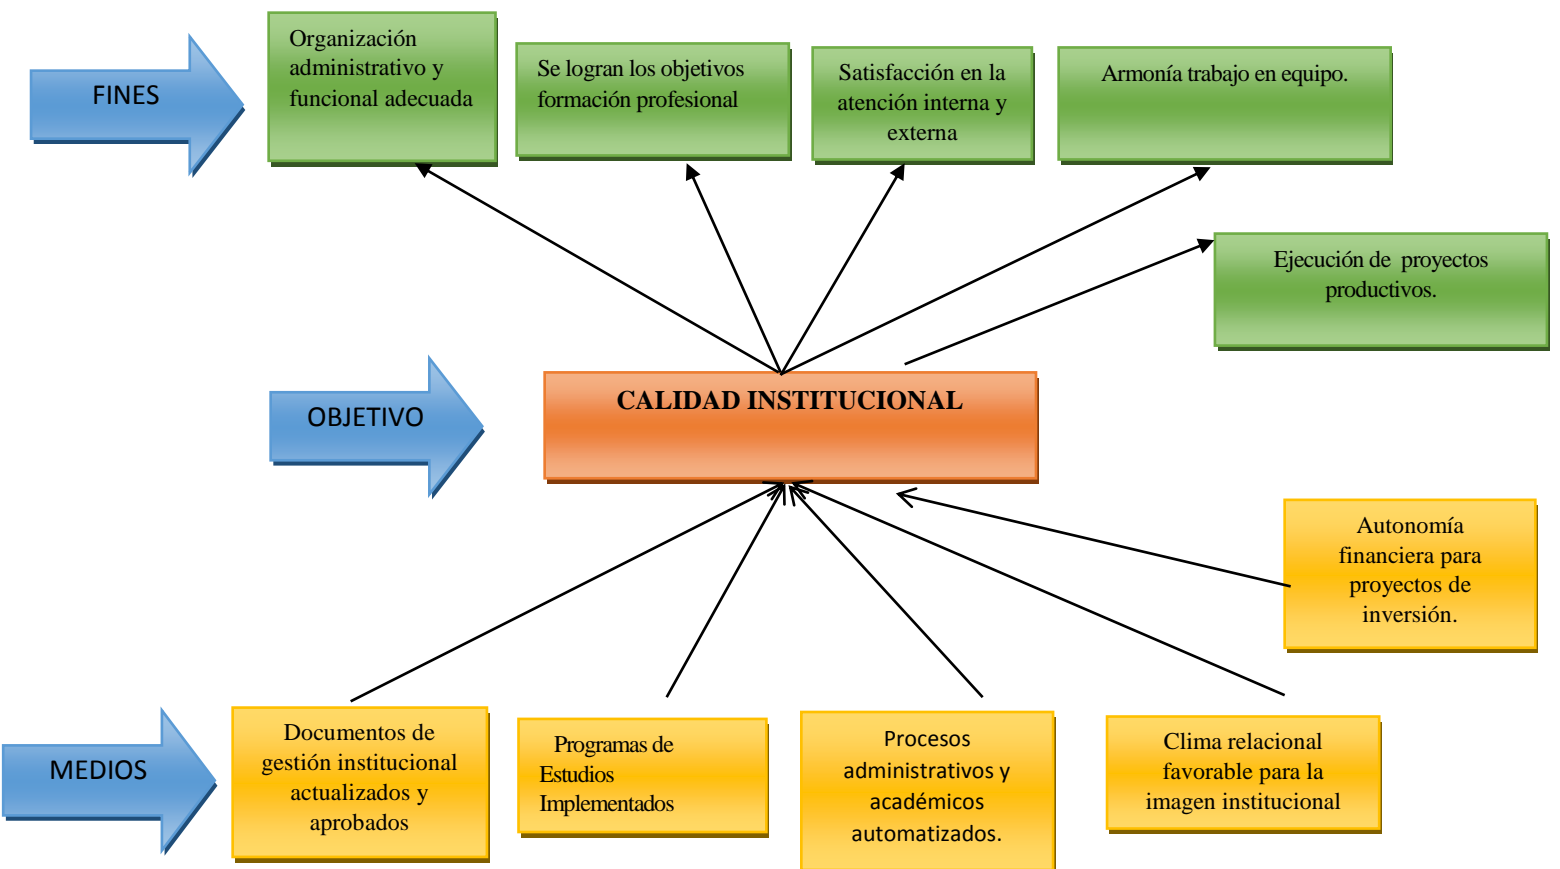 FINES
Organización
administrativo y
funcional adecuada
Se logran los objetivos
formación profesional
Satisfacción en la
atención interna y
externa
Armonía trabajo en equipo.
Ejecución de  proyectos
productivos.
OBJETIVO
CALIDAD INSTITUCIONAL
Autonomía
financiera para
proyectos de
inversión.
MEDIOS
Documentos de
gestión institucional
actualizados y
aprobados
Programas de
Estudios
Implementados
Procesos
administrativos y
académicos
automatizados.
Clima relacional
favorable para la
imagen institucional